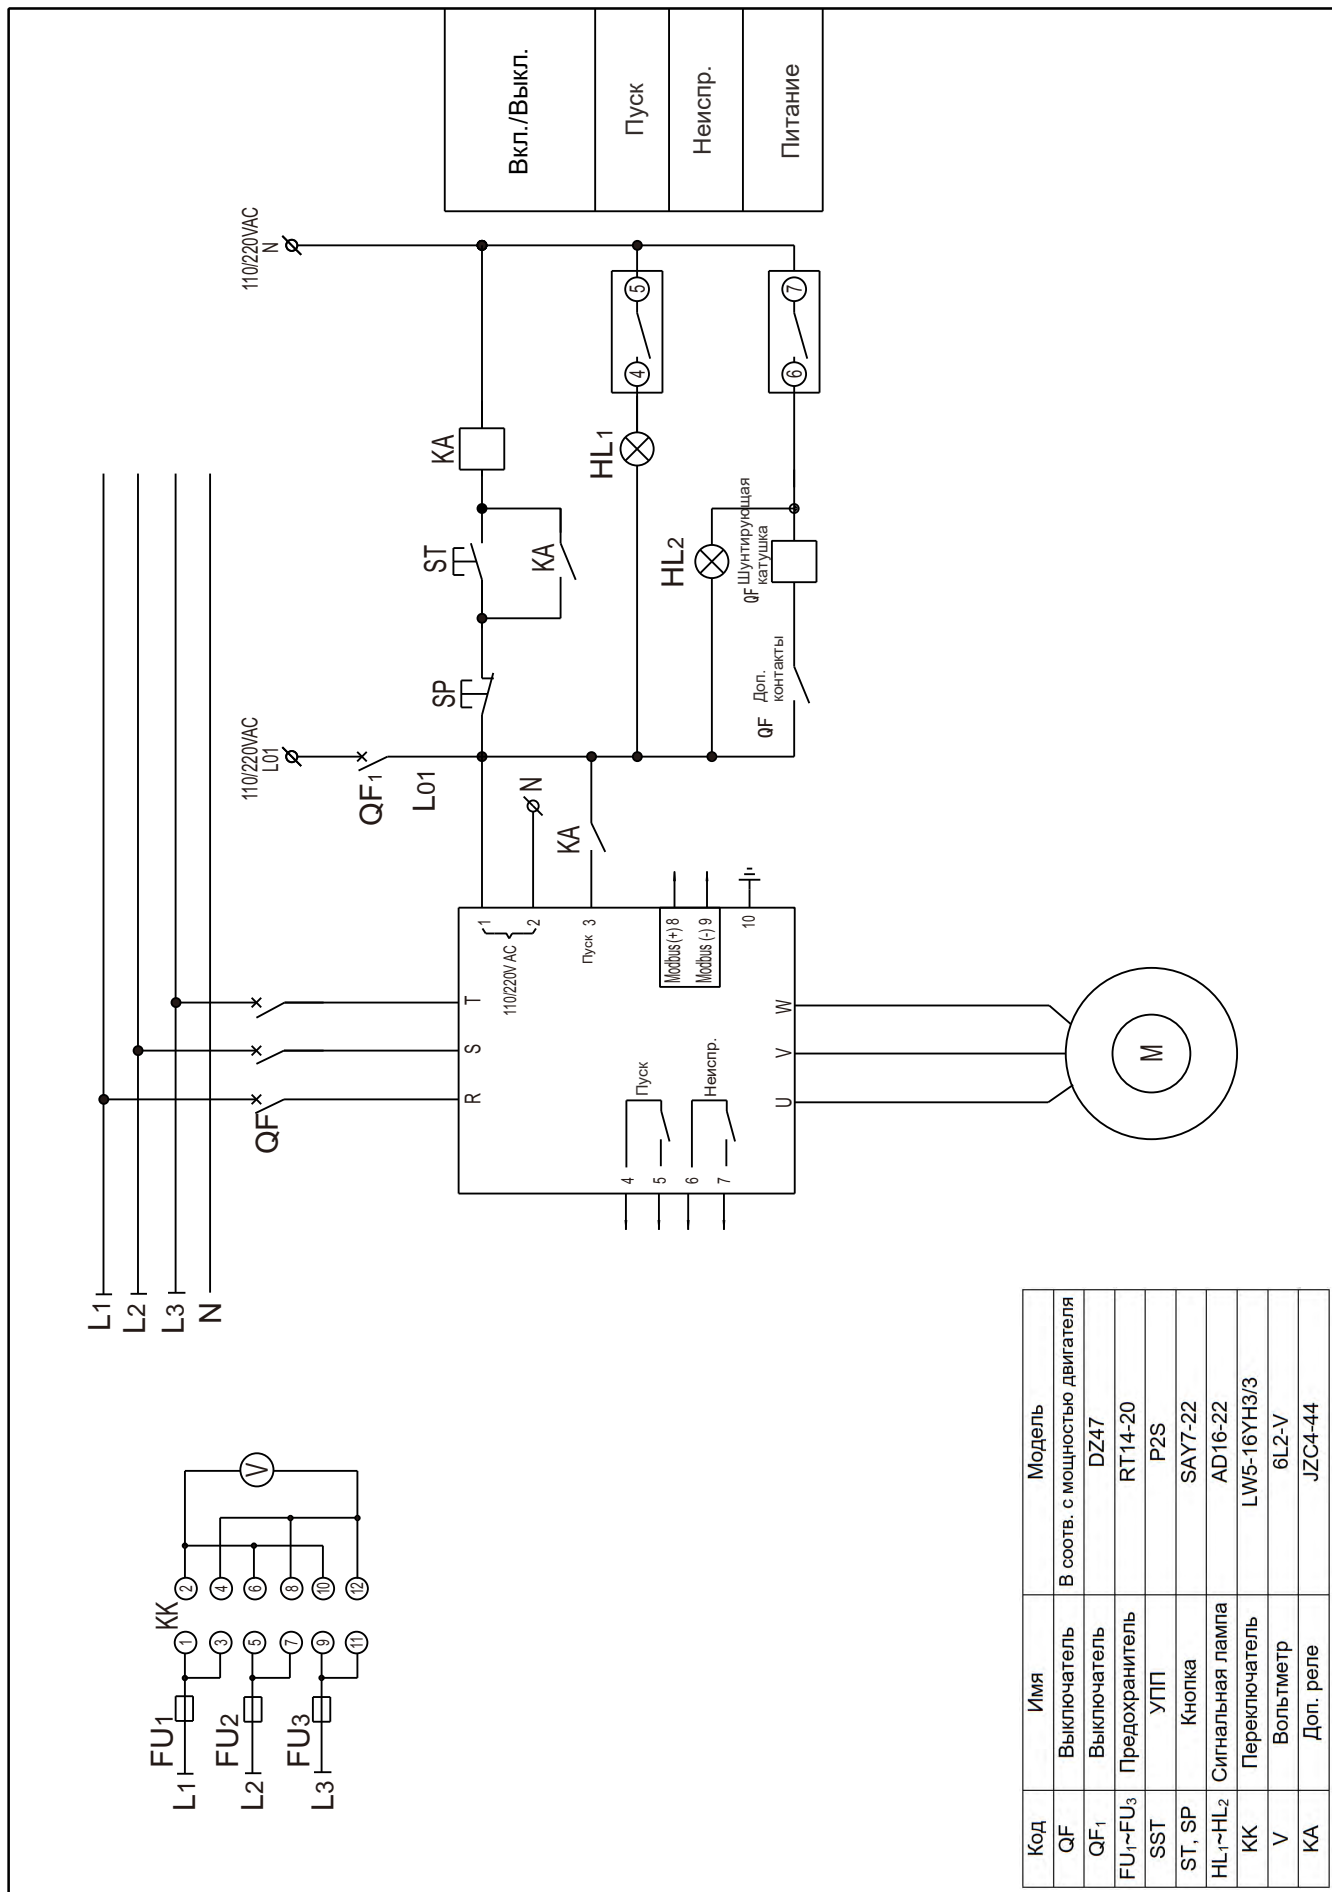 L1
L2
L3
N
QF
110/220VAC
L01
QF1
L01
110/220VAC
N
SP
ST
KA
KA
N
KA
HL1
4
5
HL2
QF
Шунтирующая
катушка
QF
Доп.
контакты
6
7
Вкл./Выкл.
Пуск
Неиспр.
Питание
R
S
T
1
2
110/220V AC
Пуск 3
Modbus(+) 8
Modbus (-) 9
10
4
5
6
7
Пуск
Неиспр.
U
V
W
M
FU1
L1
FU2
L2
FU3
L3
KK
1
2
3
4
5
6
7
8
9
10
11
12
V
Код Имя Модель
QF Выключатель В соотв. с мощностью двигателя
QF1 Выключатель DZ47
FU1~FU3 Предохранитель RT14-20
SST УПП P2S
ST, SP Кнопка SAY7-22
HL1~HL2 Сигнальная лампа AD16-22
KK Переключатель LW5-16YH3/3
V Вольтметр 6L2-V
KA Доп. реле JZC4-44